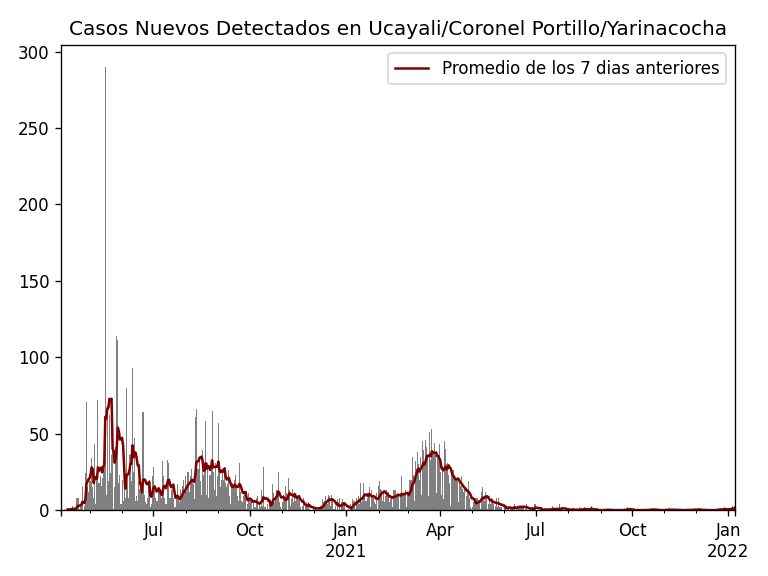 Casos Nuevos Detectados en Ucayali/Coronel Portillo/Yarinacocha
Promedio de los 7 dias anteriores
300
250
200
150
100
50
0
Jul Oct Jan Apr Jul Oct Jan
2021 2022